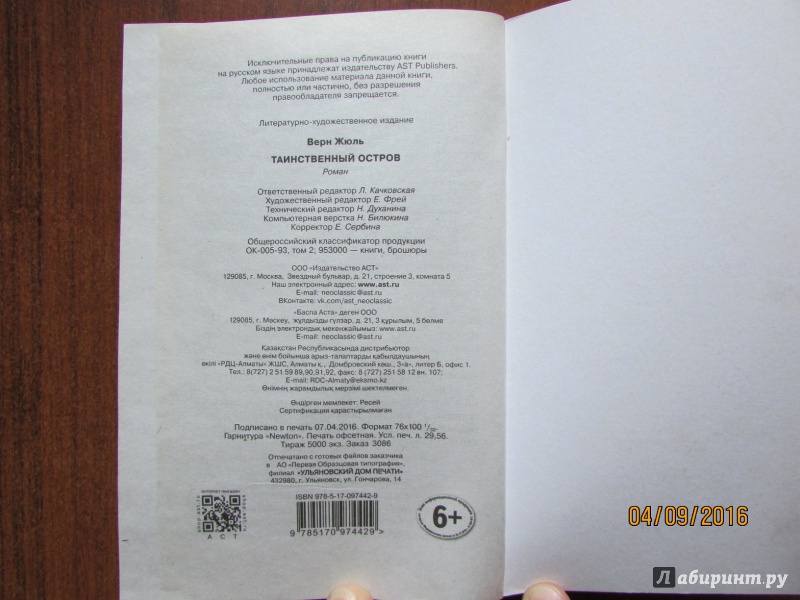 Исключительные права на публикацию книги
на русском языке принадлежат издательству AST Publishers.
Любое использование материала данной книги,
полностью или частично, без разрешения
правообладателя запрещается.
Литературно-художественное издание
Верн Жюль
ТАИНСТВЕННЫЙ ОСТРОВ
Роман
Ответственный редактор Л. Качковская
Художественный редактор Е. Фрей
Технический редактор Н. Духанина
Компьютерная верстка Н. Билюкина
Корректор Е. Сербина
Общероссийский классификатор продукции
ОК-005-93, том 2; 953000 — книги, брошюры
ООО «Издательство АСТ»
129085, г. Москва, Звездный бульвар, д. 21, строение 3, комната 5
Наш электронный адрес: www.ast.ru
E-mail: neoclassic@ast.ru
ВКонтакте: vk.com/ast_neoclassic
«Баспа Аста» деген ООО
129085, г. Мәскеу, жұлдызды гүлзар, д. 21, 3 құрылым, 5 бөлме
Біздің электрондық мекенжайымыз: www.ast.ru
E-mail: neoclassic@ast.ru
Қазақстан Республикасында дистрибьютор
және өнім бойынша арыз-талаптарды қабылдаушының
өкілі «РДЦ-Алматы» ЖШС, Алматы қ., Домбровский көш., 3«а», литер Б, офис 1.
Тел.: 8(727) 2 51 59 89,90,91,92, факс: 8 (727) 251 58 12 вн. 107;
E-mail: RDC-Almaty@eksmo.kz
Өнімнің жарамдылық мерзімі шектелмеген.
Өндірген мемлекет: Ресей
Сертификация қарастырылмаған
Подписано в печать 07.04.2016. Формат 76x100 1/32.
Гарнитура «Newton». Печать офсетная. Усл. печ. л. 29,56.
Тираж 5000 экз. Заказ 3086
Отпечатано с готовых файлов заказчика
в АО «Первая Образцовая типография»,
филиал «УЛЬЯНОВСКИЙ ДОМ ПЕЧАТИ»
432980, г. Ульяновск, ул. Гончарова, 14
ИНТЕРНЕТ-МАГАЗИН
АСТ
ISBN 978-5-17-097442-9
9 785170 974429 >
6+
04/09/2016
Лабиринт.ру